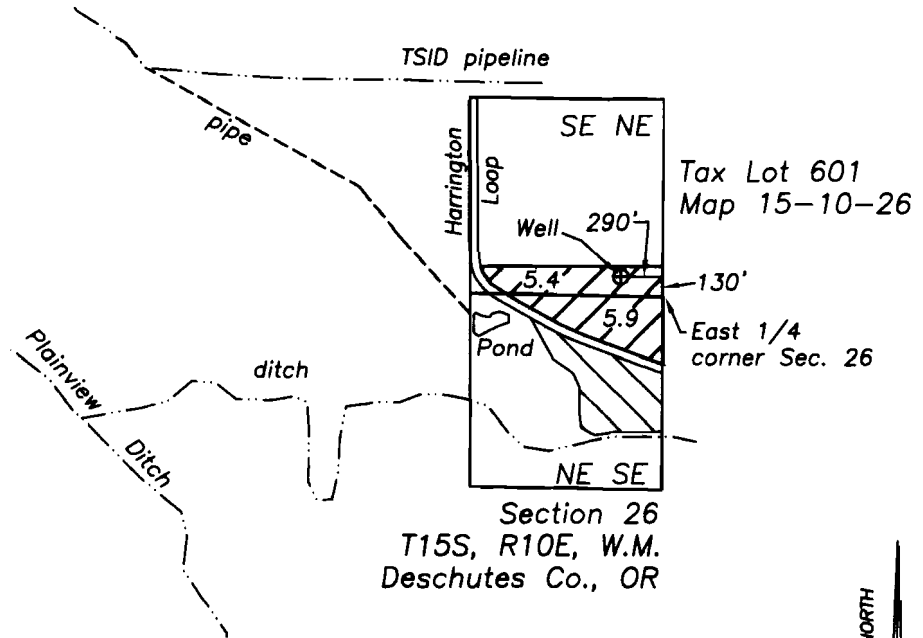 TSID pipeline
pipe
SE NE
Harrington
Loop
Tax Lot 601
Map 15-10-26
Well
290'
5.4
130'
5.9
East 1/4
corner Sec. 26
Pond
Plainview
Ditch
ditch
NE SE
Section 26
T15S, R10E, W.M.
Deschutes Co., OR
NORTH